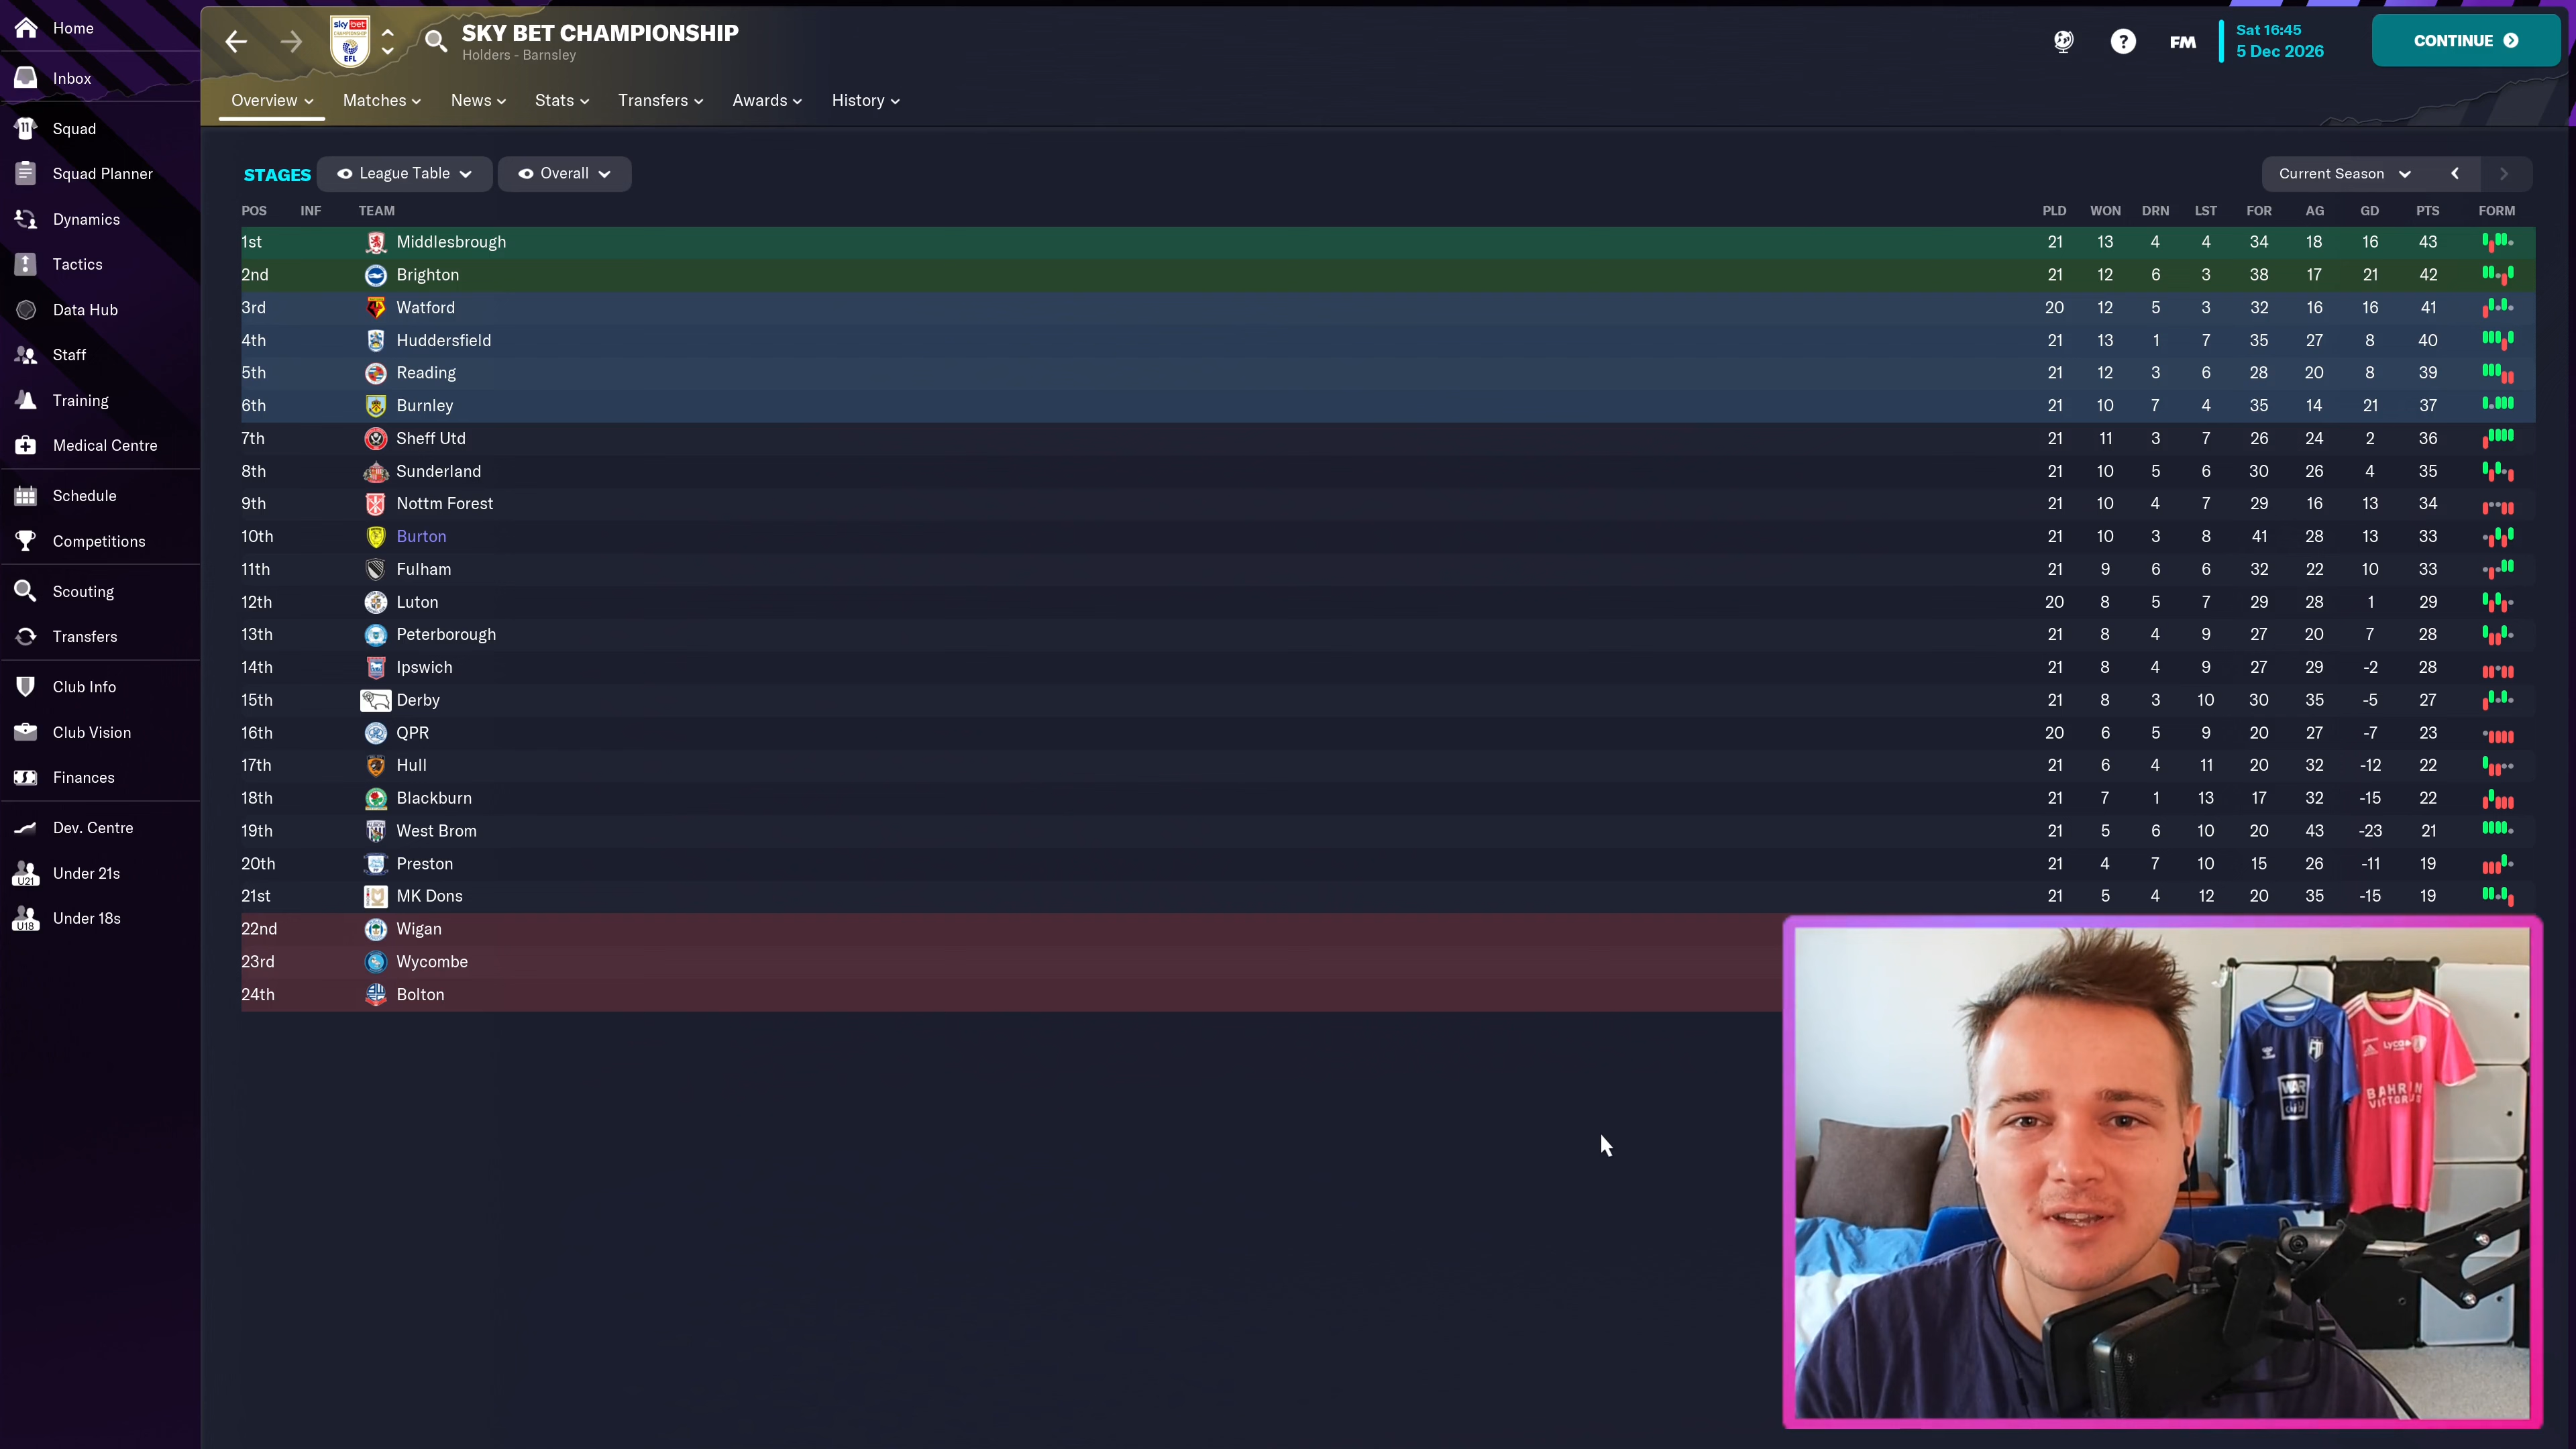 Home
Inbox
Squad
Squad Planner
Dynamics
Tactics
Data Hub
Staff
Training
Medical Centre
Schedule
Competitions
Scouting
Transfers
Club Info
Club Vision
Finances
Dev. Centre
U21 Under 21s
U18 Under 18s
sky bet
EFL
SKY BET CHAMPIONSHIP
Holders - Barnsley
? FM Sat 16:45
5 Dec 2026
CONTINUE
Overview Matches News Stats Transfers Awards History
STAGES League Table Overall Current Season
POS INF TEAM PLD WON DRN LST FOR AG GD PTS FORM
1st Middlesbrough 21 13 4 4 34 18 16 43
2nd Brighton 21 12 6 3 38 17 21 42
3rd Watford 20 12 5 3 32 16 16 41
4th Huddersfield 21 13 1 7 35 27 8 40
5th Reading 21 12 3 6 28 20 8 39
6th Burnley 21 10 7 4 35 14 21 37
7th Sheff Utd 21 11 3 7 26 24 2 36
8th Sunderland 21 10 5 6 30 26 4 35
9th Nottm Forest 21 10 4 7 29 16 13 34
10th Burton 21 10 3 8 41 28 13 33
11th Fulham 21 9 6 6 32 22 10 33
12th Luton 20 8 5 7 29 28 1 29
13th Peterborough 21 8 4 9 27 20 7 28
14th Ipswich 21 8 4 9 27 29 -2 28
15th Derby 21 8 3 10 30 35 -5 27
16th QPR 20 6 5 9 20 27 -7 23
17th Hull 21 6 4 11 20 32 -12 22
18th Blackburn 21 7 1 13 17 32 -15 22
19th West Brom 21 5 6 10 20 43 -23 21
20th Preston 21 4 7 10 15 26 -11 19
21st MK Dons 21 5 4 12 20 35 -15 19
22nd Wigan
23rd Wycombe
24th Bolton
WAR
Lyca
BAHRAIN